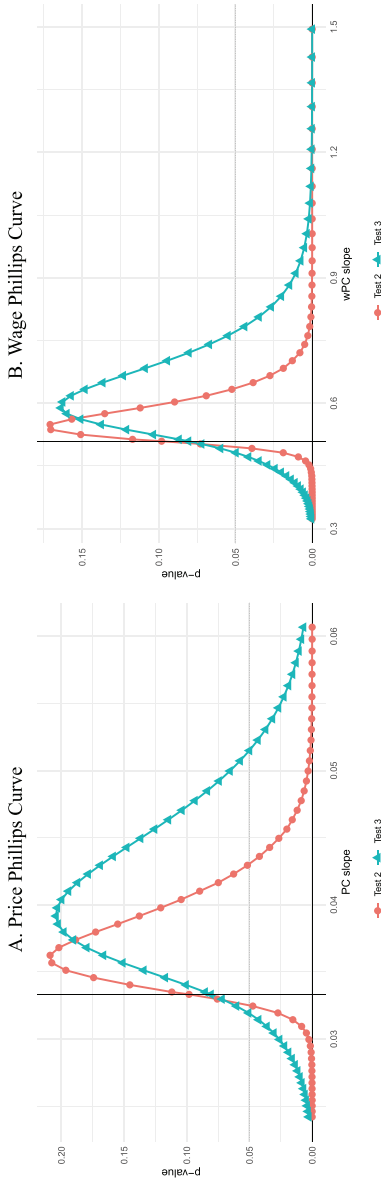 A. Price Phillips Curve
p−value
0.20
0.15
0.10
0.05
0.00
0.03
0.04
0.05
0.06
PC slope
Test 2
Test 3
B. Wage Phillips Curve
p−value
0.15
0.10
0.05
0.00
0.3
0.6
0.9
1.2
1.5
wPC slope
Test 2
Test 3